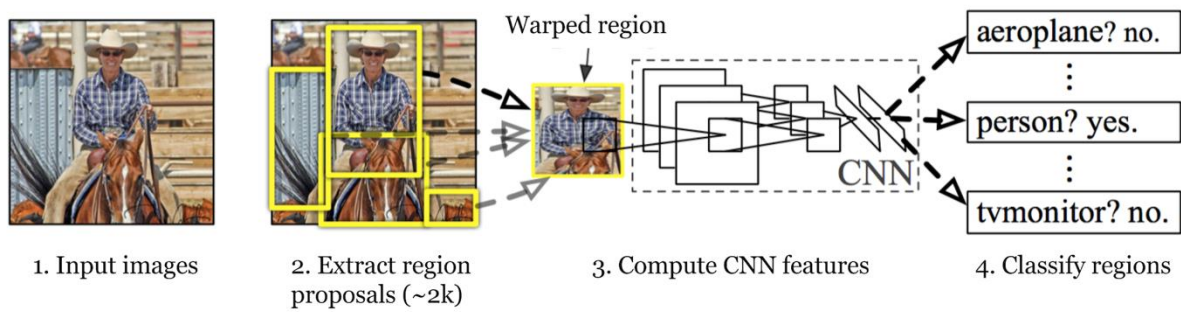 Warped region
aeroplane? no.
person? yes.
tvmonitor? no.
CNN
1. Input images
2. Extract region
proposals (~2k)
3. Compute CNN features
4. Classify regions